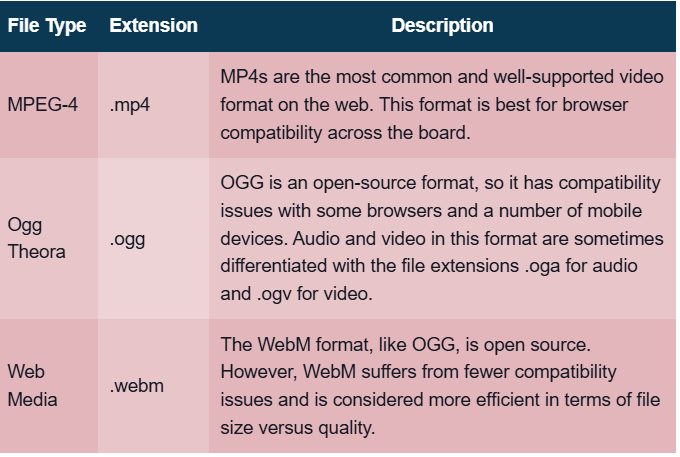 File Type Extension Description
MPEG-4 .mp4 MP4s are the most common and well-supported video
format on the web. This format is best for browser
compatibility across the board.
Ogg
Theora
.ogg
OGG is an open-source format, so it has compatibility
issues with some browsers and a number of mobile
devices. Audio and video in this format are sometimes
differentiated with the file extensions .oga for audio
and .ogv for video.
Web
Media
.webm
The WebM format, like OGG, is open source.
However, WebM suffers from fewer compatibility
issues and is considered more efficient in terms of file
size versus quality.